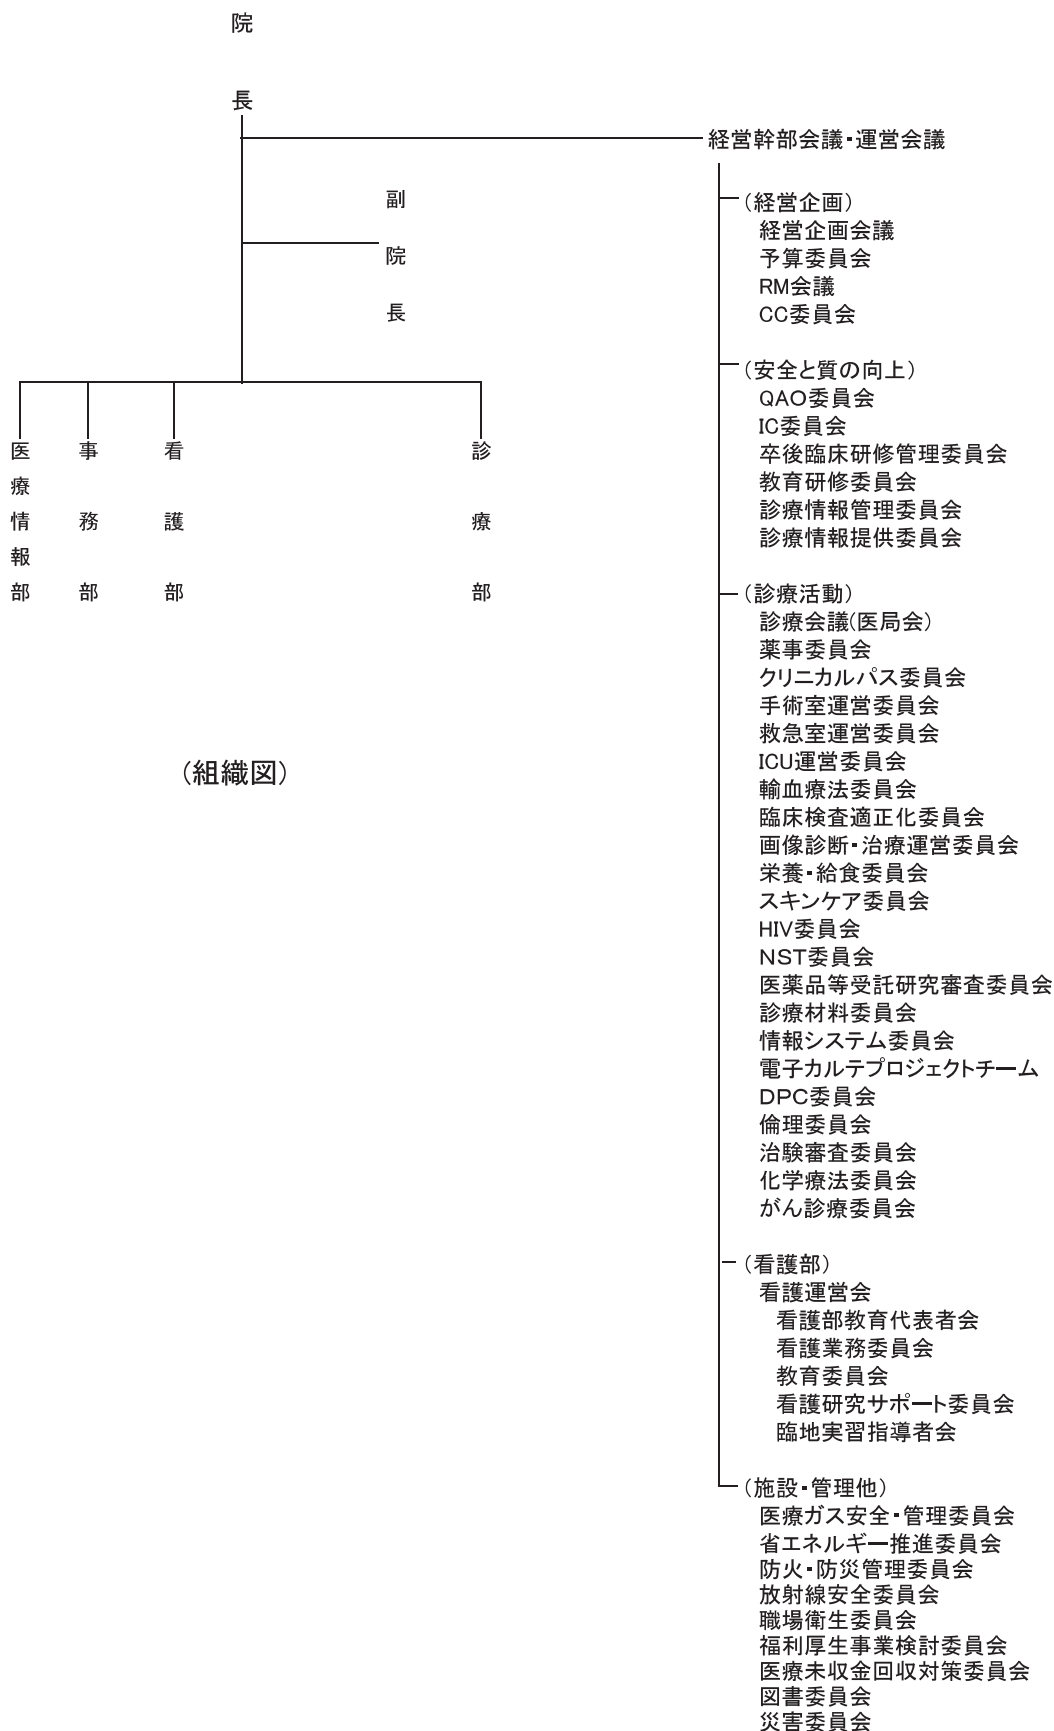 院長
経営幹部会議・運営会議
副院長
医療情報部
事務部
看護部
診療部
(組織図)
(経営企画)
経営企画会議
予算委員会
RM会議
CC委員会
(安全と質の向上)
QAO委員会
IC委員会
卒後臨床研修管理委員会
教育研修委員会
診療情報管理委員会
診療情報提供委員会
(診療活動)
診療会議(医局会)
薬事委員会
クリニカルパス委員会
手術室運営委員会
救急室運営委員会
ICU運営委員会
輸血療法委員会
臨床検査適正化委員会
画像診断・治療運営委員会
栄養・給食委員会
スキンケア委員会
HIV委員会
NST委員会
医薬品等受託研究審査委員会
診療材料委員会
情報システム委員会
電子カルテプロジェクトチーム
DPC委員会
倫理委員会
治験審査委員会
化学療法委員会
がん診療委員会
(看護部)
看護運営会
看護部教育代表者会
看護業務委員会
教育委員会
看護研究サポート委員会
臨地実習指導者会
(施設・管理他)
医療ガス安全・管理委員会
省エネルギー推進委員会
防火・防災管理委員会
放射線安全委員会
職場衛生委員会
福利厚生事業検討委員会
医療未収金回収対策委員会
図書委員会
災害委員会